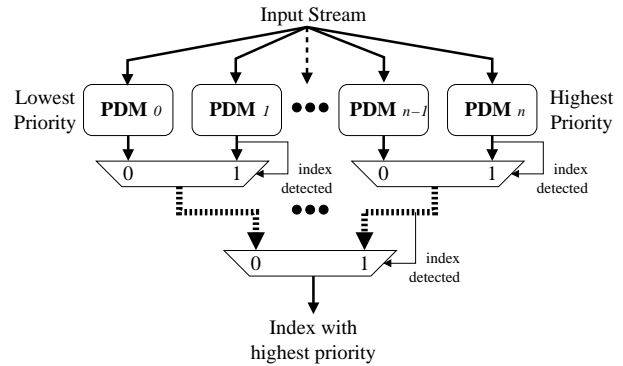 Input Stream
Lowest
Priority
PDM 0
PDM 1
PDM n−1
PDM n
Highest
Priority
0 1
index
detected
0 1
index
detected
0 1
index
detected
Index with
highest priority